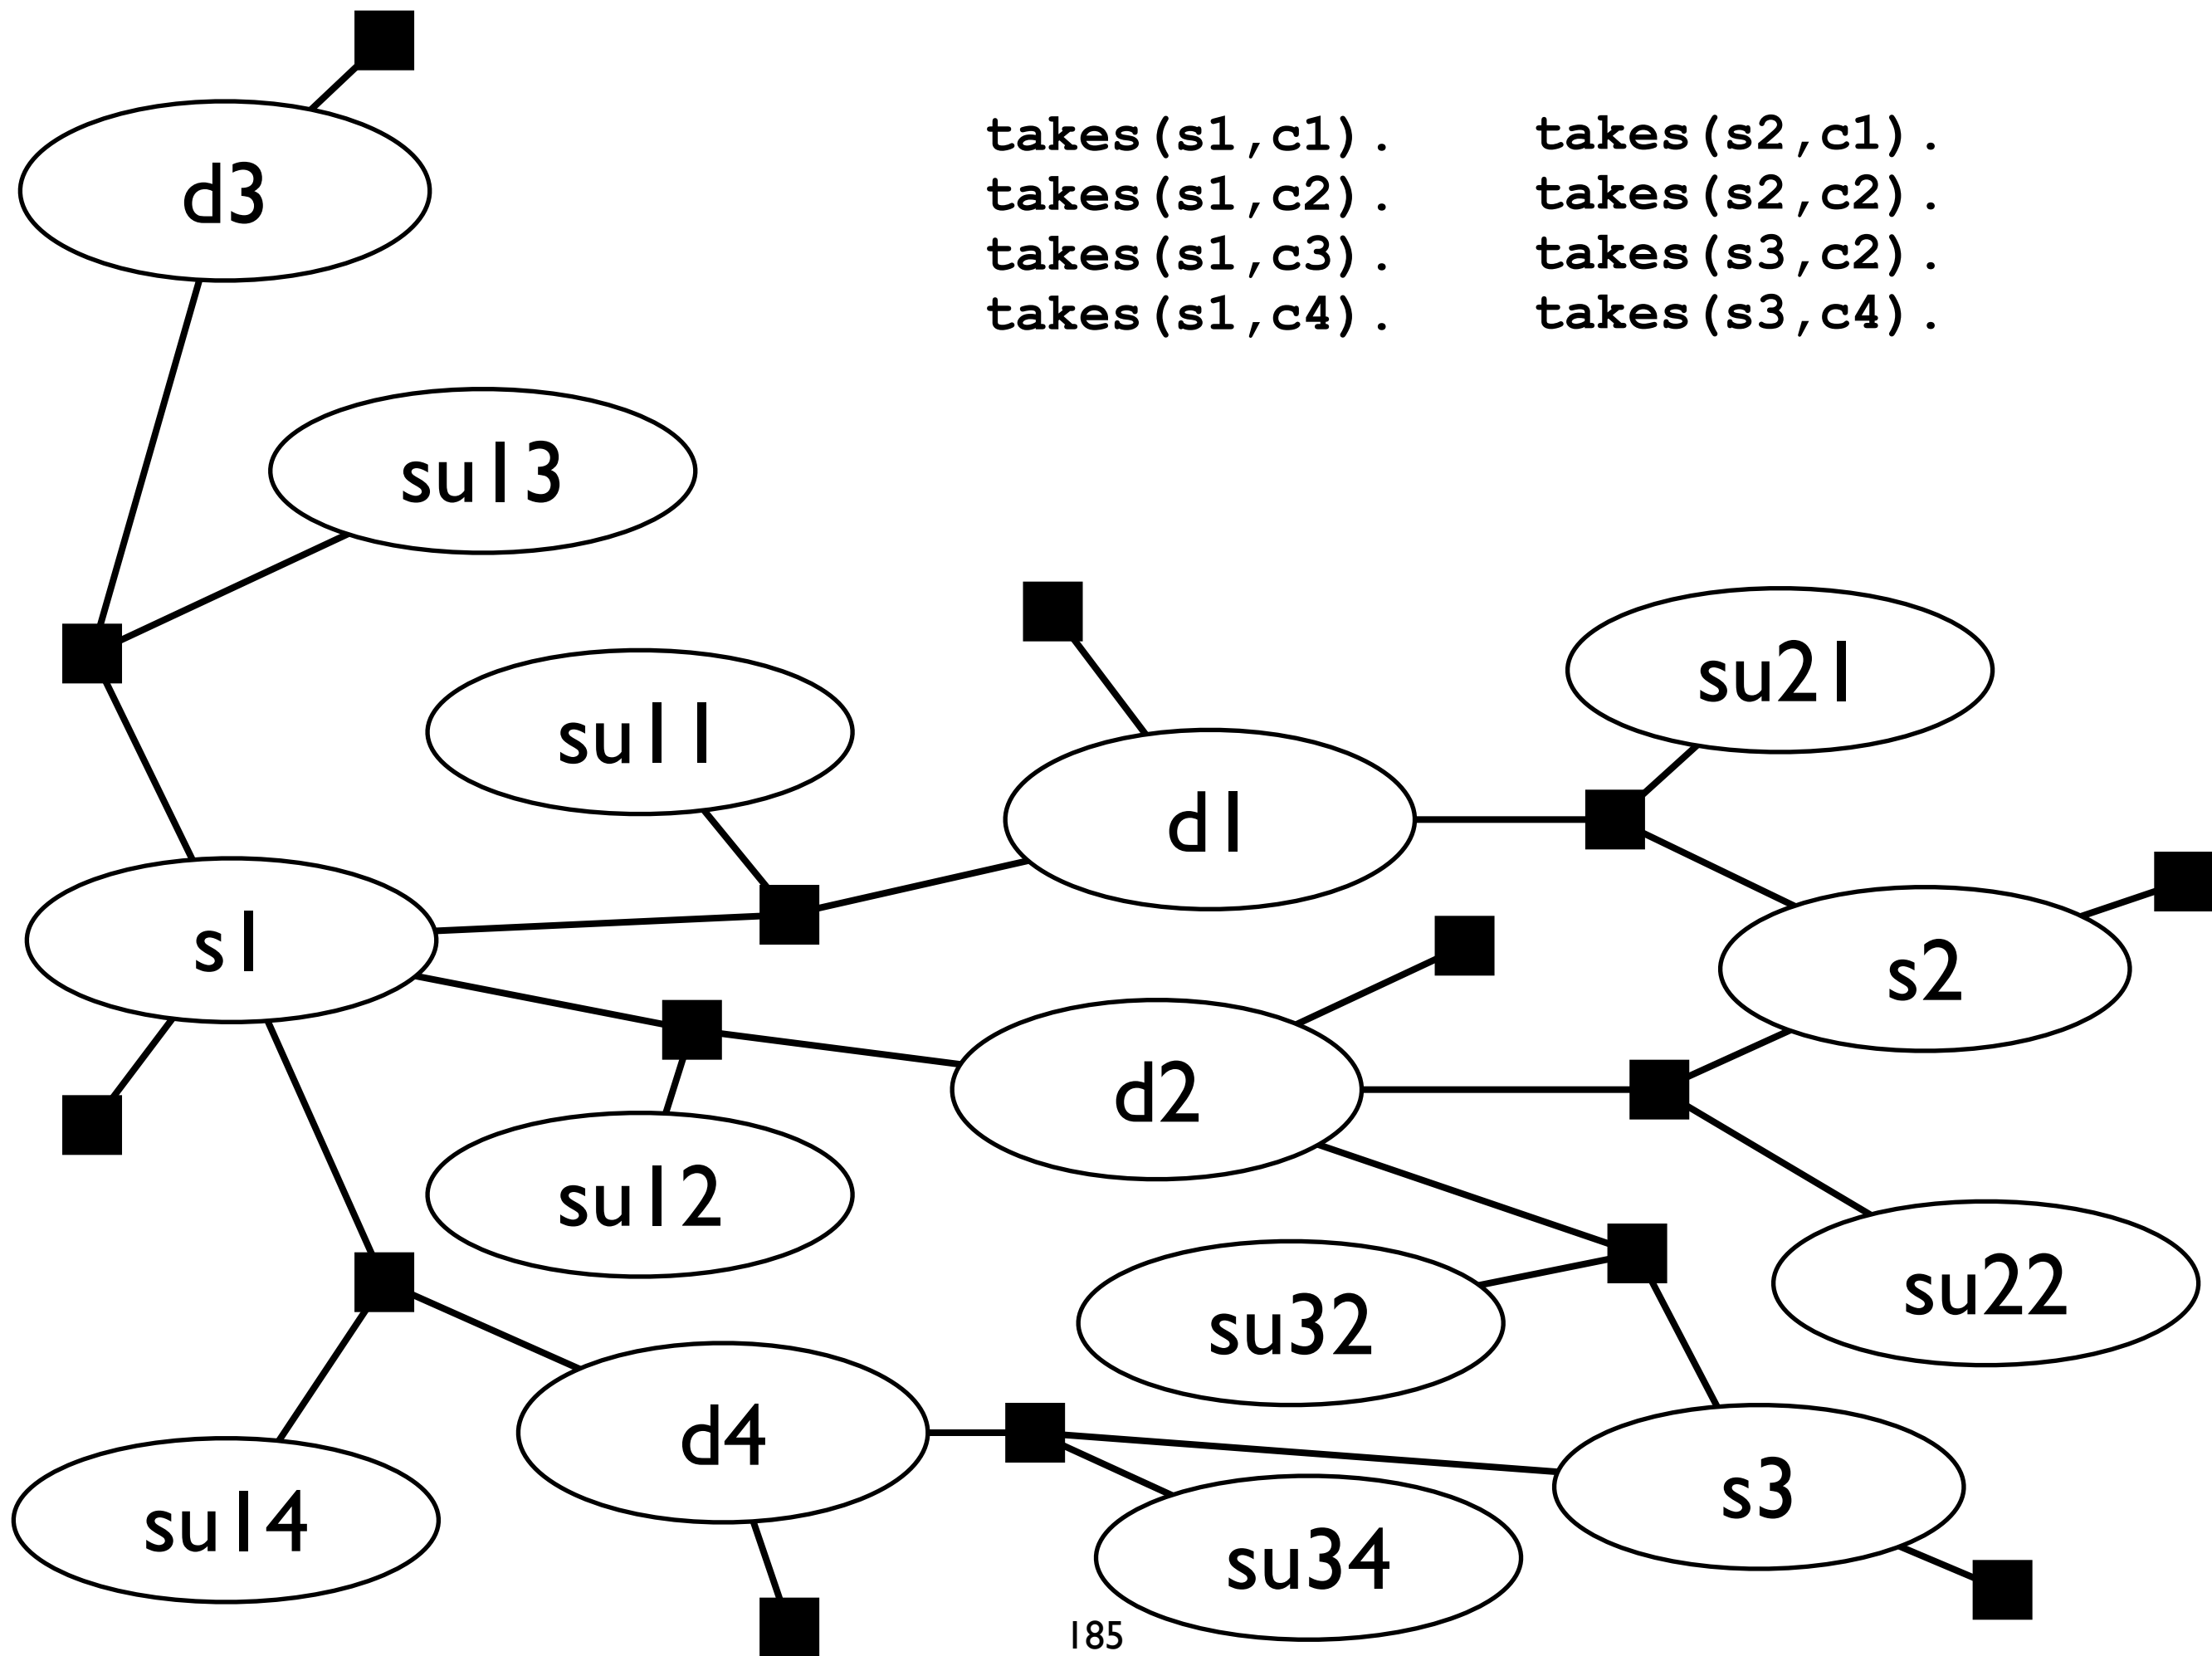 d3
takes(s1,c1). takes(s2,c1).
takes(s1,c2). takes(s2,c2).
takes(s1,c3). takes(s3,c2).
takes(s1,c4). takes(s3,c4).
su13
su21
su11
d1
s1
s2
d2
su12
su22
su32
d4
s3
su14
su34
185